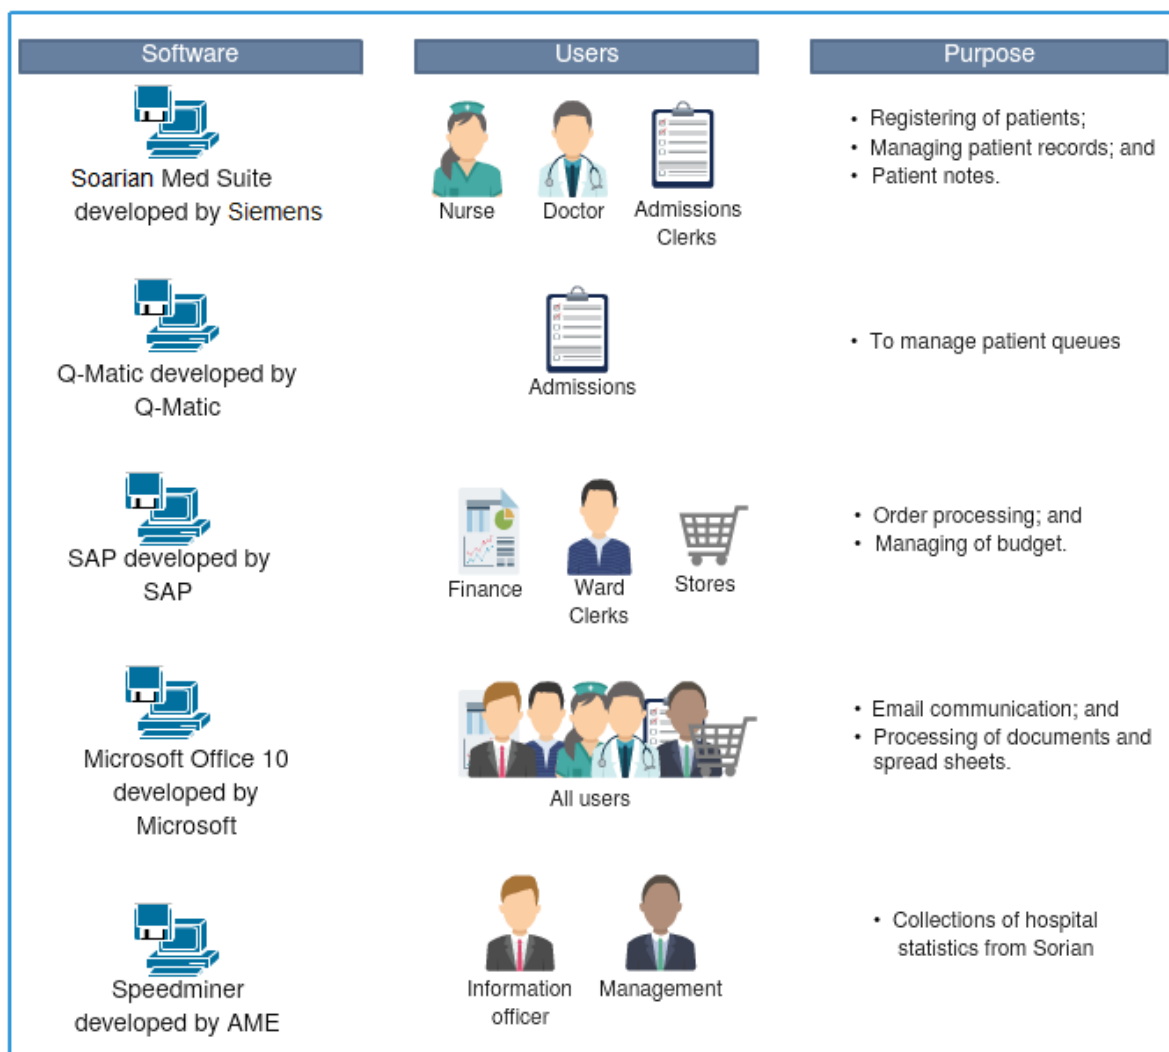 Software
Users
Purpose
Soarian Med Suite
developed by Siemens
Nurse
Doctor
Admissions
Clerks
• Registering of patients;
• Managing patient records; and
• Patient notes.
Q-Matic developed by
Q-Matic
Admissions
• To manage patient queues
SAP developed by
SAP
Finance
Ward
Clerks
Stores
• Order processing; and
• Managing of budget.
Microsoft Office 10
developed by
Microsoft
All users
• Email communication; and
• Processing of documents and
spread sheets.
Speedminer
developed by AME
Information
officer
Management
• Collections of hospital
statistics from Sorian